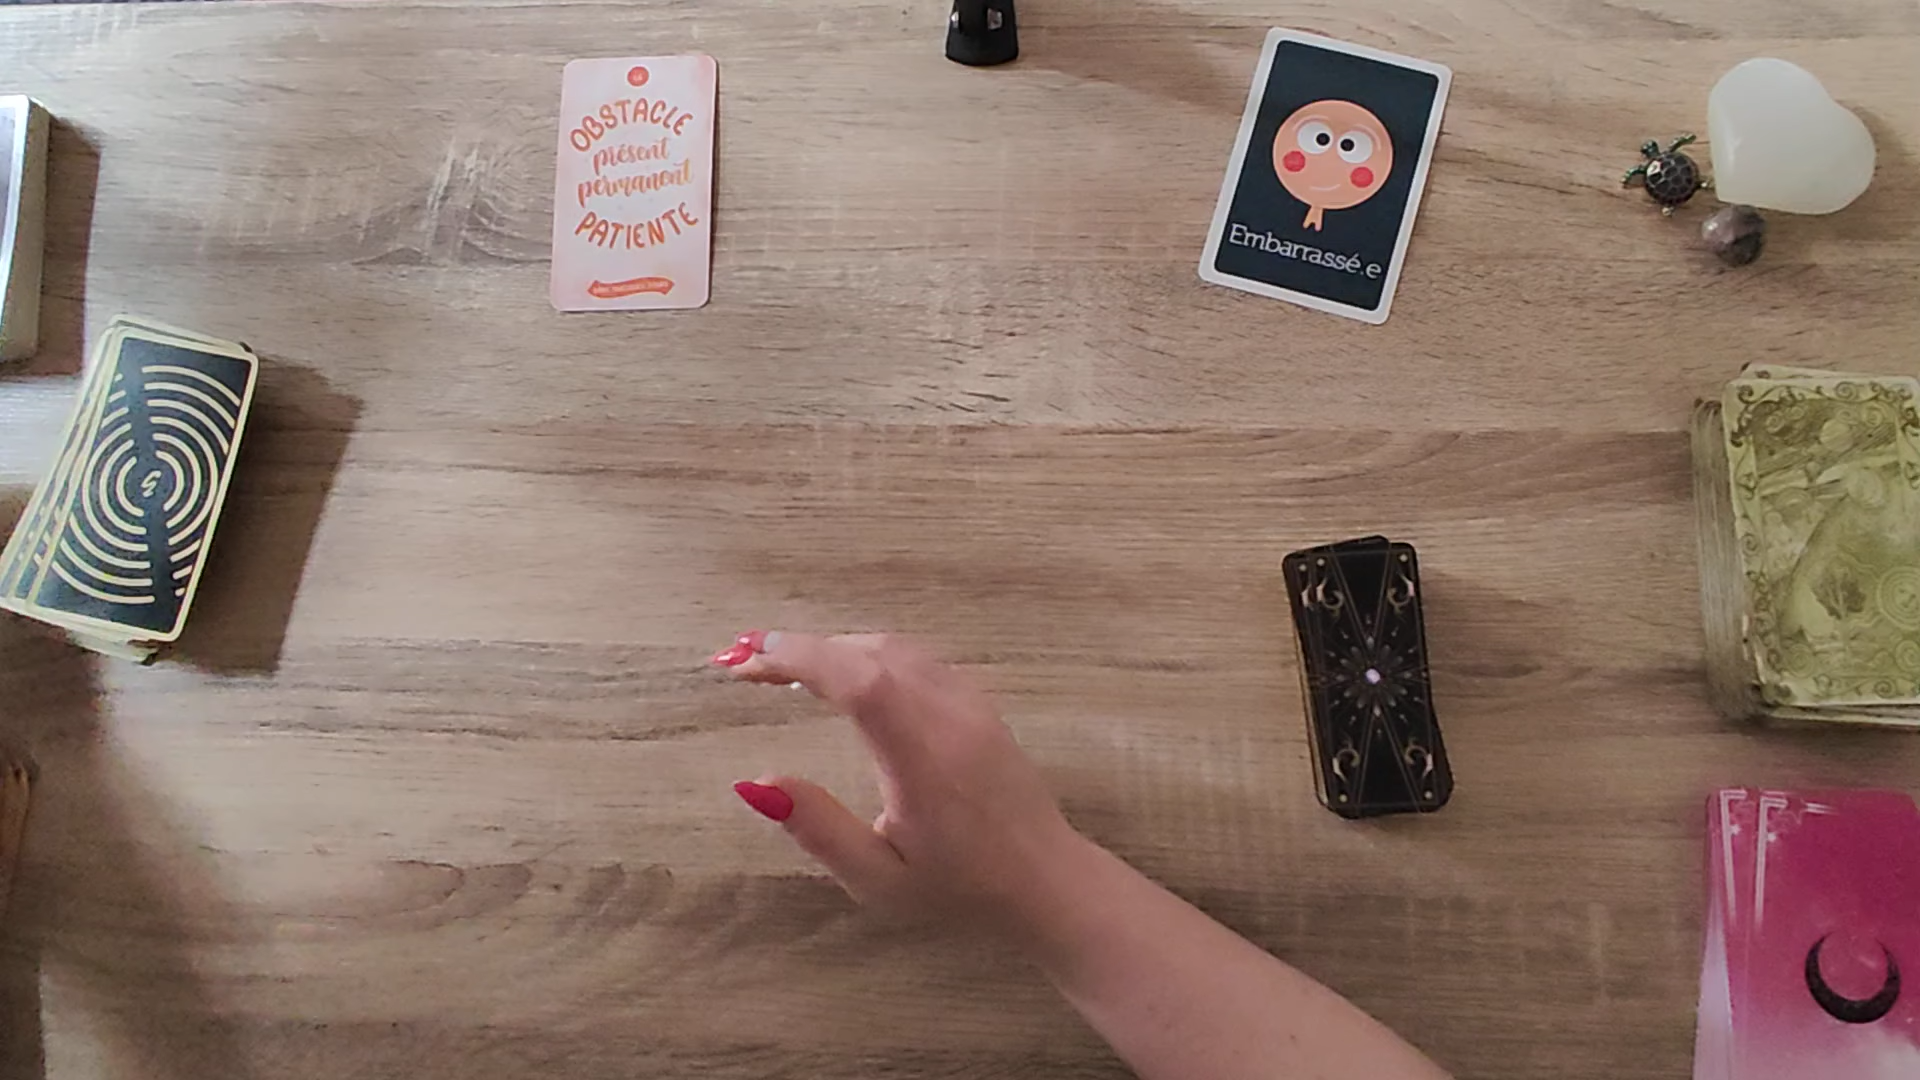 OBSTACLE
présent
permanent
PATIENTE
Embarrassé.e